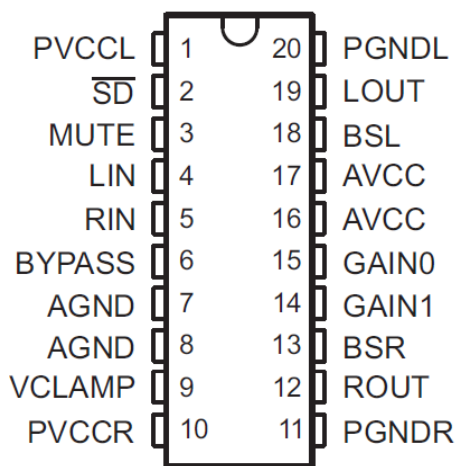 PVCCL 1 20 PGNDL
S̅D̅ 2 19 LOUT
MUTE 3 18 BSL
LIN 4 17 AVCC
RIN 5 16 AVCC
BYPASS 6 15 GAIN0
AGND 7 14 GAIN1
AGND 8 13 BSR
VCLAMP 9 12 ROUT
PVCCR 10 11 PGNDR